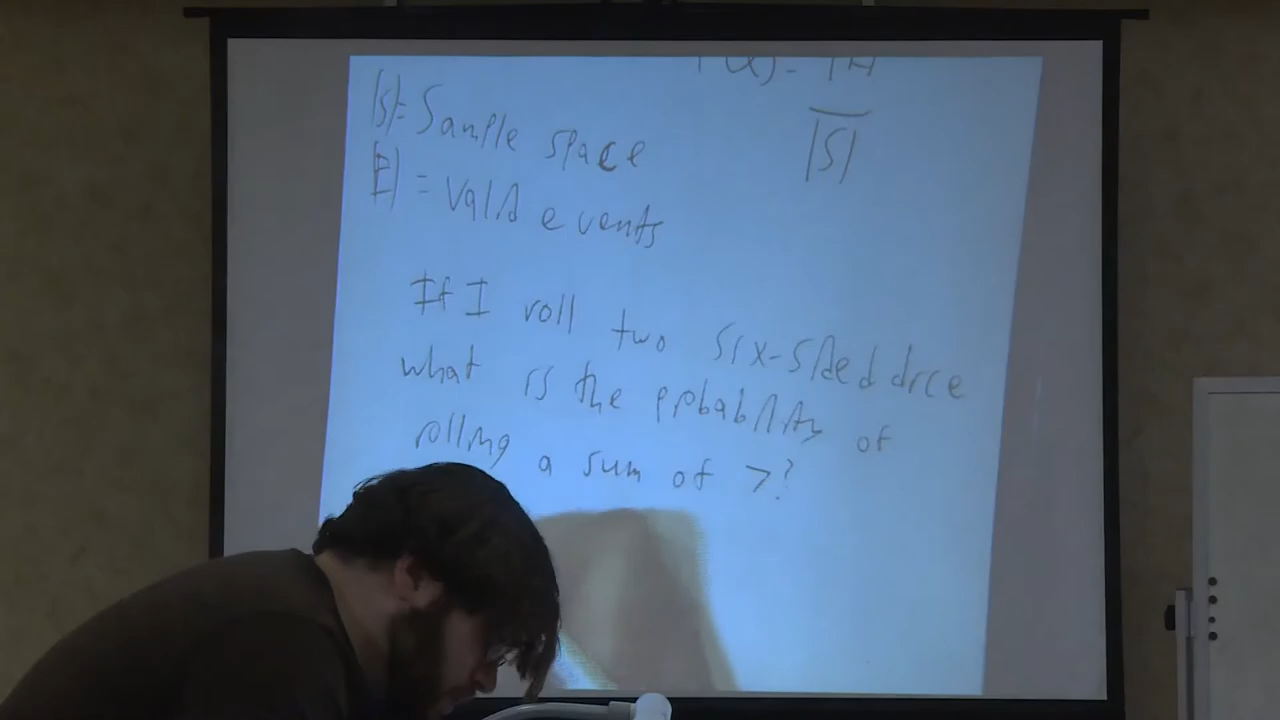 |S|= Sample space
|E| = valid events
|S|
If I roll two six-sided dice
what is the probability of
rolling a sum of 7?